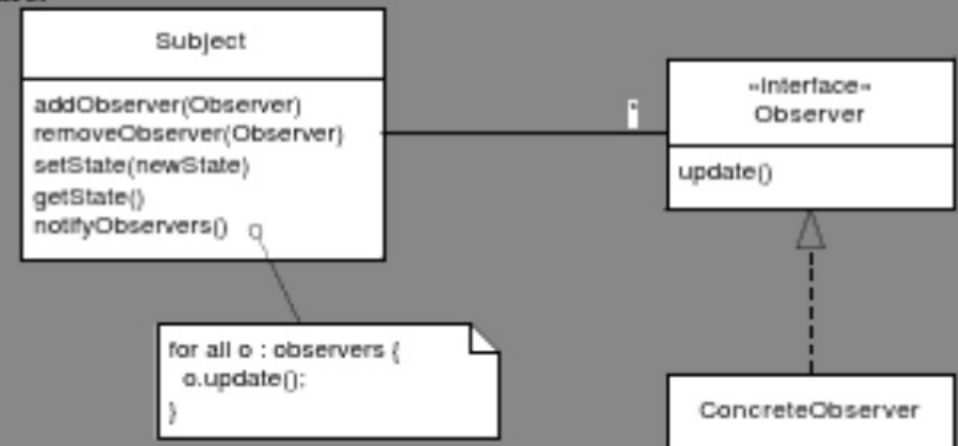 Subject
addObserver(Observer)
removeObserver(Observer)
setState(newState)
getState()
notifyObservers()
*
«Interface»
Observer
update()
for all o : observers {
o.update();
}
ConcreteObserver